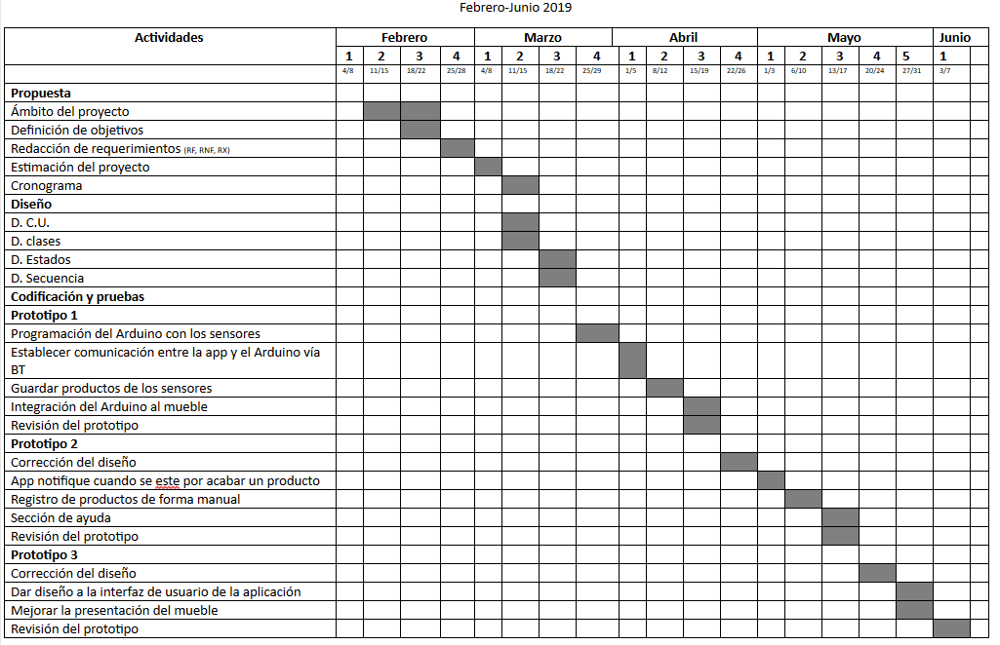 Febrero-Junio 2019
Actividades Febrero Marzo Abril Mayo Junio
1 2 3 4 1 2 3 4 1 2 3 4 1 2 3 4 5 1
4/8 11/15 18/22 25/28 4/8 11/15 18/22 25/29 1/5 8/12 15/19 22/26 1/3 6/10 13/17 20/24 27/31 3/7
Propuesta
Ámbito del proyecto
Definición de objetivos
Redacción de requerimientos (RF, RNF, RX)
Estimación del proyecto
Cronograma
Diseño
D. C.U.
D. clases
D. Estados
D. Secuencia
Codificación y pruebas
Prototipo 1
Programación del Arduino con los sensores
Establecer comunicación entre la app y el Arduino vía
BT
Guardar productos de los sensores
Integración del Arduino al mueble
Revisión del prototipo
Prototipo 2
Corrección del diseño
App notifique cuando se este por acabar un producto
Registro de productos de forma manual
Sección de ayuda
Revisión del prototipo
Prototipo 3
Corrección del diseño
Dar diseño a la interfaz de usuario de la aplicación
Mejorar la presentación del mueble
Revisión del prototipo